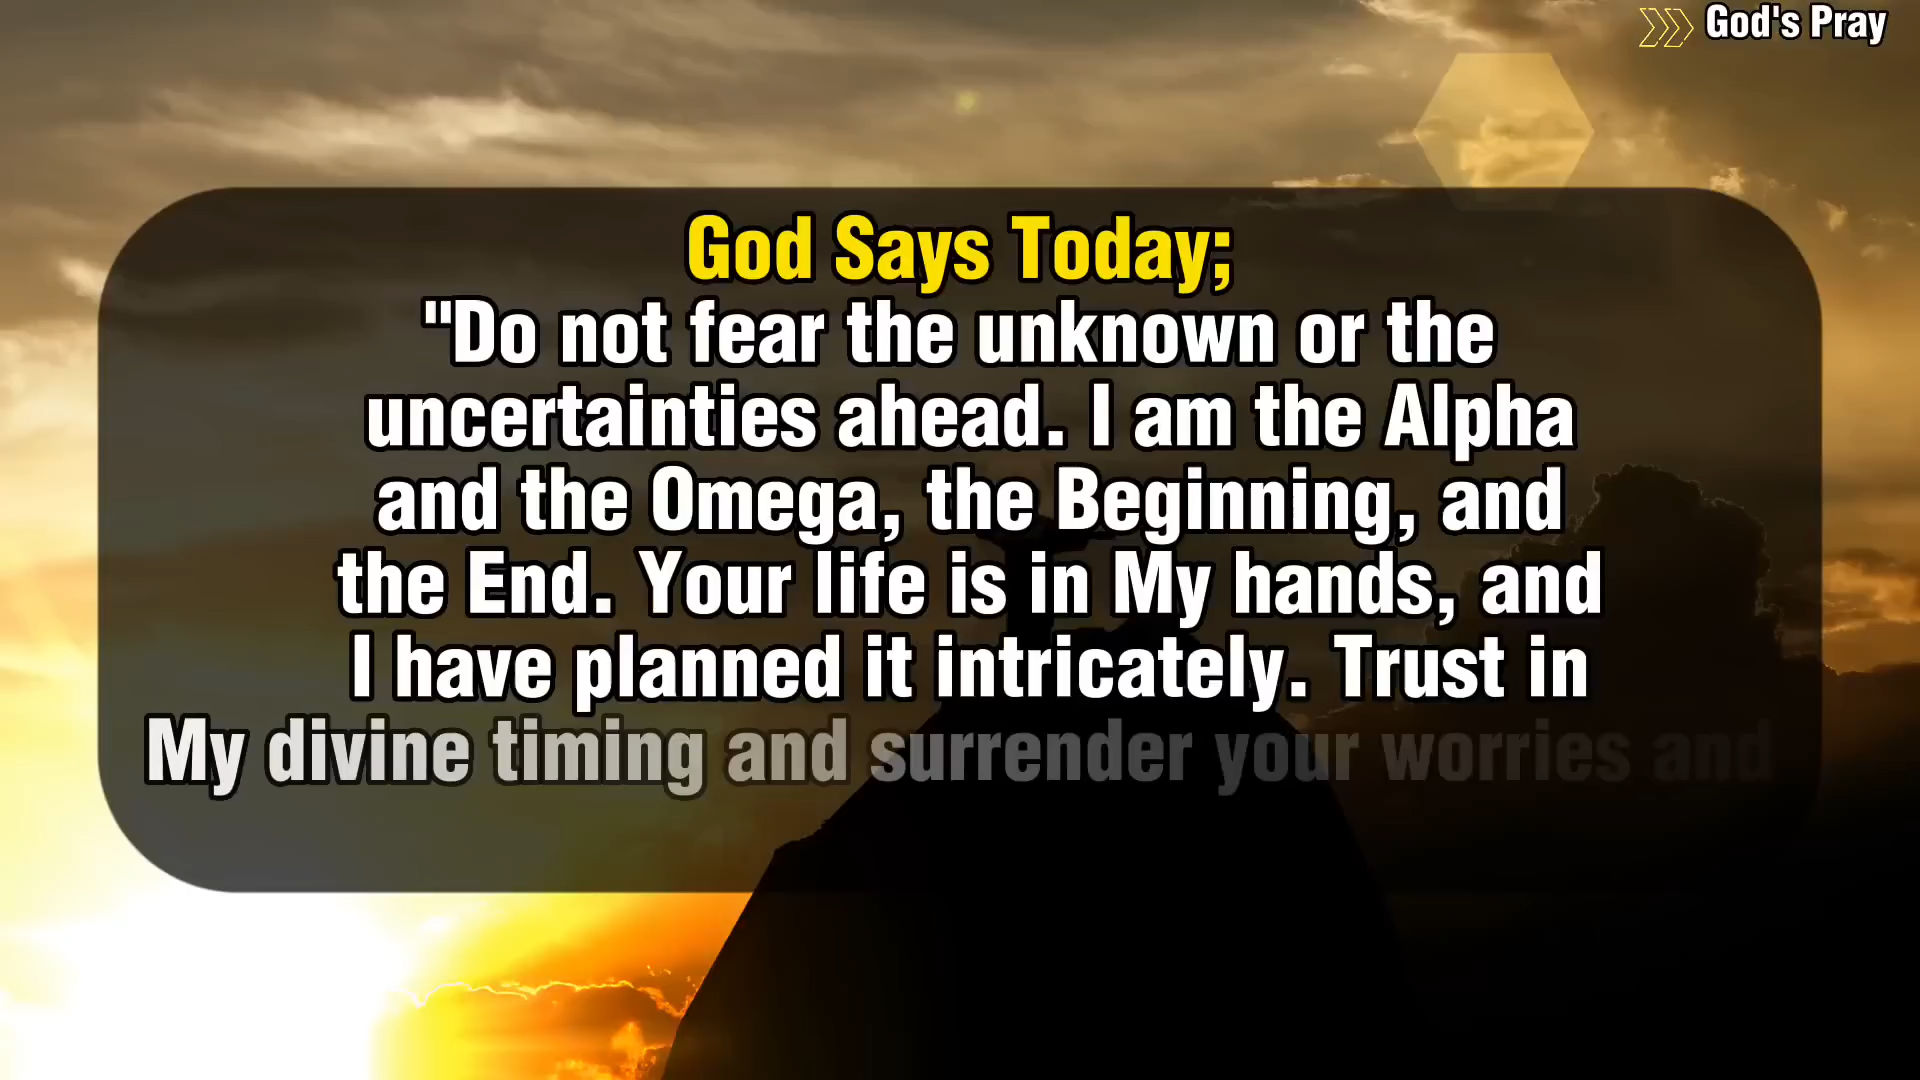 God's Pray
God Says Today;
"Do not fear the unknown or the
uncertainties ahead. I am the Alpha
and the Omega, the Beginning, and
the End. Your life is in My hands, and
I have planned it intricately. Trust in
My divine timing and surrender your worries and